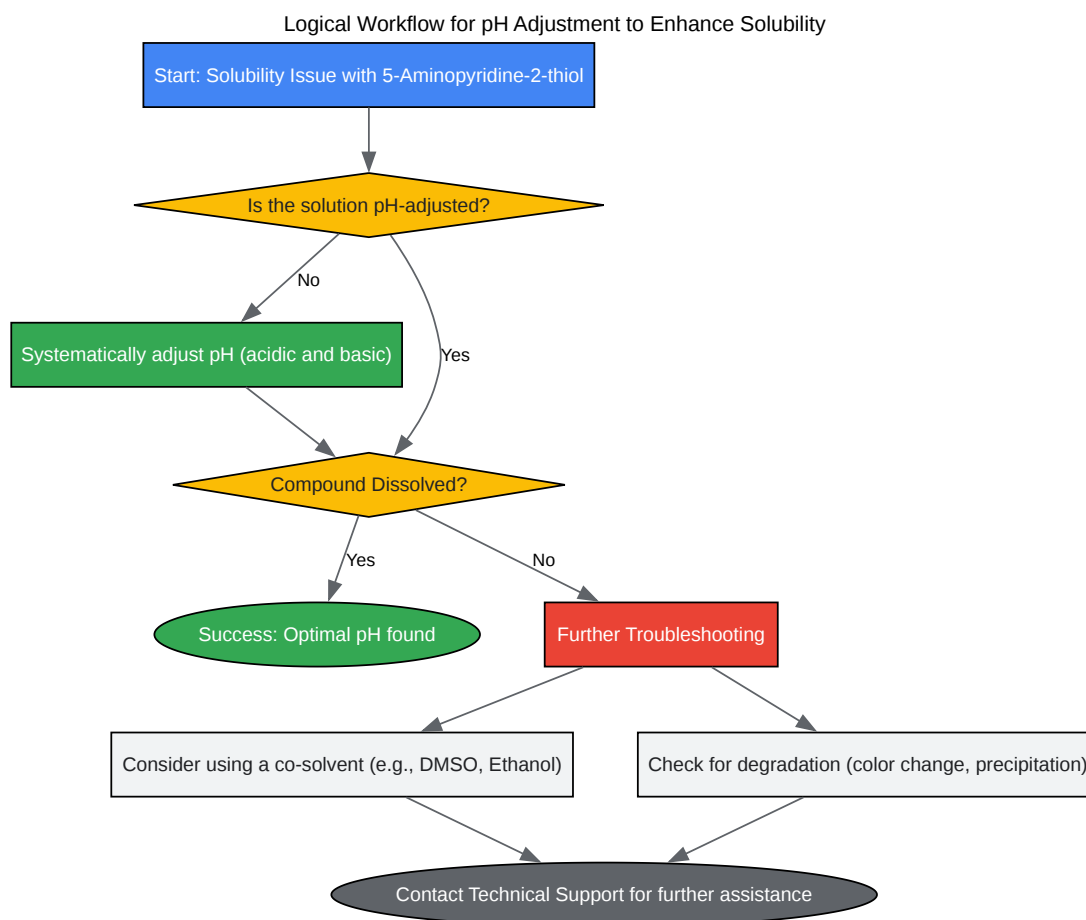 Logical Workflow for pH Adjustment to Enhance Solubility
Start: Solubility Issue with 5-Aminopyridine-2-thiol
Is the solution pH-adjusted?
No
Systematically adjust pH (acidic and basic)
Yes
Compound Dissolved?
Yes
No
Success: Optimal pH found
Further Troubleshooting
Consider using a co-solvent (e.g., DMSO, Ethanol)
Check for degradation (color change, precipitation)
Contact Technical Support for further assistance